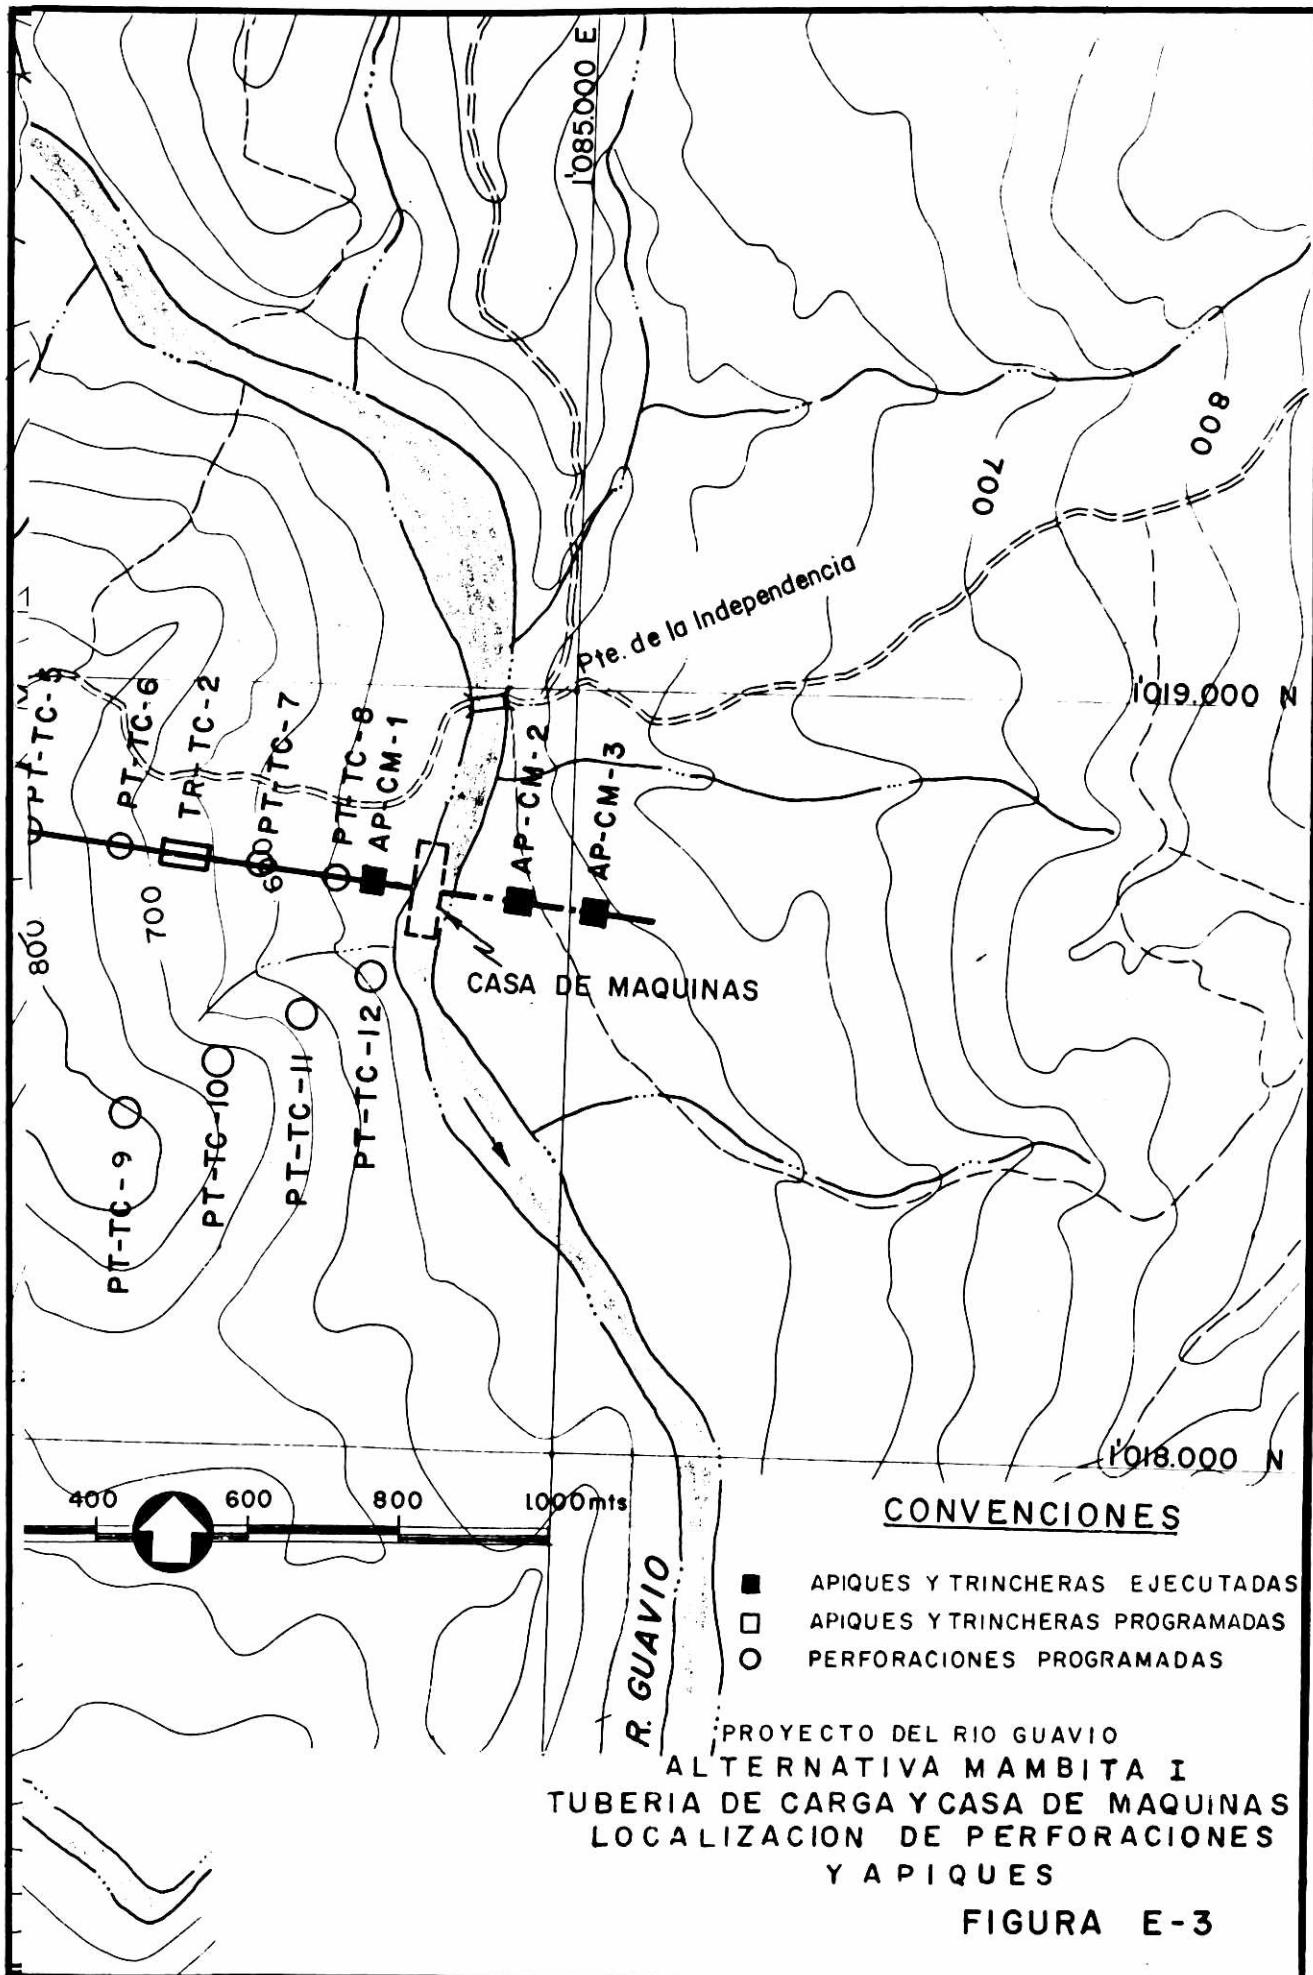 1'085.000 E
800
700
Pte. de la Independencia
1'019.000 N
PT-TC-5
PT-TC-6
TR-TC-2
PT-TC-7
PT-TC-8
AP-CM-1
AP-CM-2
AP-CM-3
800
700
600
CASA DE MAQUINAS
PT-TC-9
PT-TC-10
PT-TC-11
PT-TC-12
1'018.000 N
400 600 800 1000mts
R. GUAVIO
CONVENCIONES
APIQUES Y TRINCHERAS EJECUTADAS
APIQUES Y TRINCHERAS PROGRAMADAS
PERFORACIONES PROGRAMADAS
PROYECTO DEL RIO GUAVIO
ALTERNATIVA MAMBITA I
TUBERIA DE CARGA Y CASA DE MAQUINAS
LOCALIZACION DE PERFORACIONES
Y APIQUES
FIGURA E-3